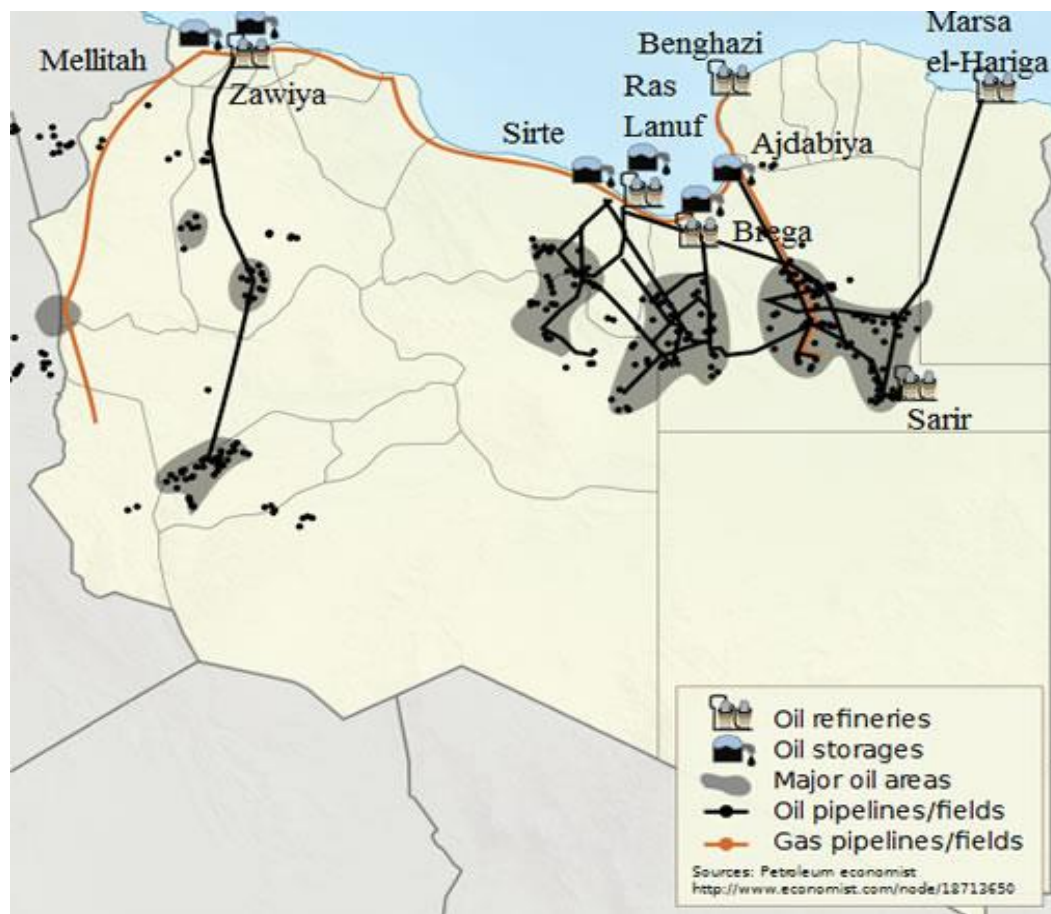 Mellitah
Zawiya
Sirte
Benghazi
Ras
Lanuf
Marsa
el-Hariga
Ajdabiya
Brega
Sarir
Oil refineries
Oil storages
Major oil areas
Oil pipelines/fields
Gas pipelines/fields
Sources: Petroleum economist
http://www.economist.com/node/18713650